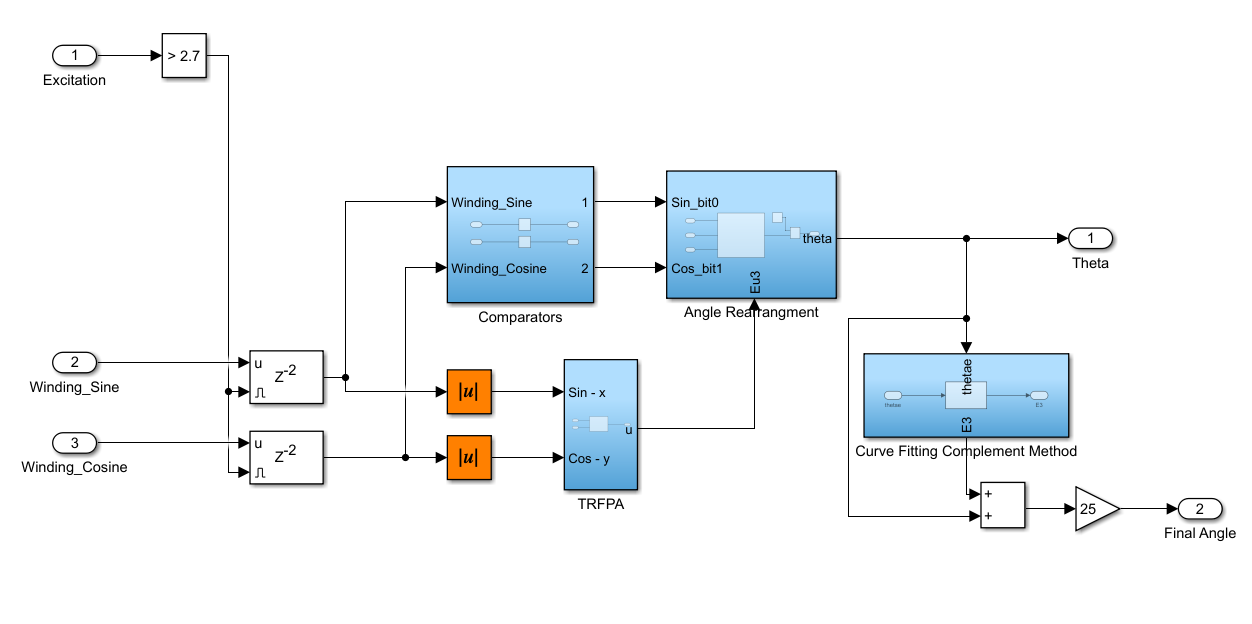 1
> 2.7
Excitation
Winding_Sine
1
Winding_Cosine
2
Comparators
Sin_bit0
theta
Cos_bit1
Eu3
Angle Rearrangment
1
Theta
2
Winding_Sine
u
Z-2
3
Winding_Cosine
u
Z-2
|u|
|u|
Sin - x
u
Cos - y
TRFPA
thetae
thetae
E3
E3
Curve Fitting Complement Method
+
+
25
2
Final Angle